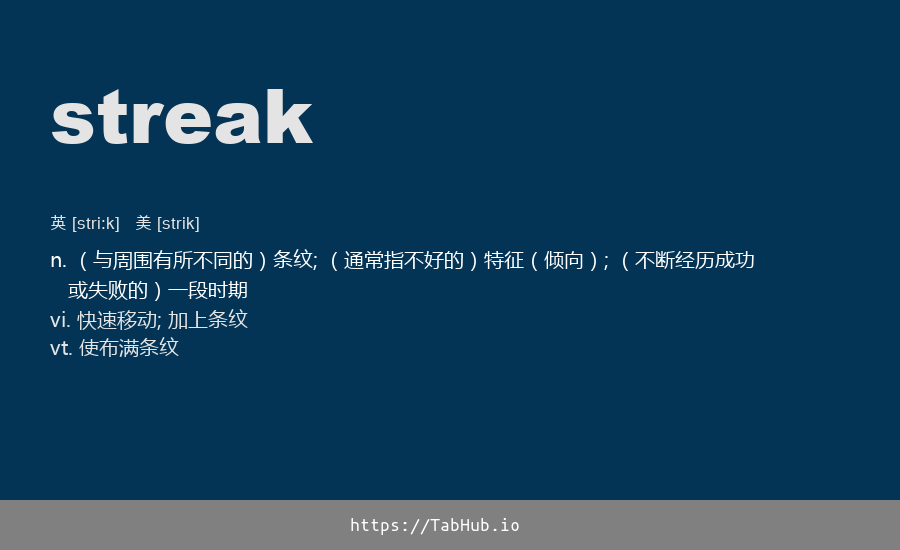 streak
英 [stri:k] 美 [strik]
n. （与周围有所不同的）条纹; （通常指不好的）特征（倾向）; （不断经历成功
或失败的）一段时期
vi. 快速移动; 加上条纹
vt. 使布满条纹
https://TabHub.io